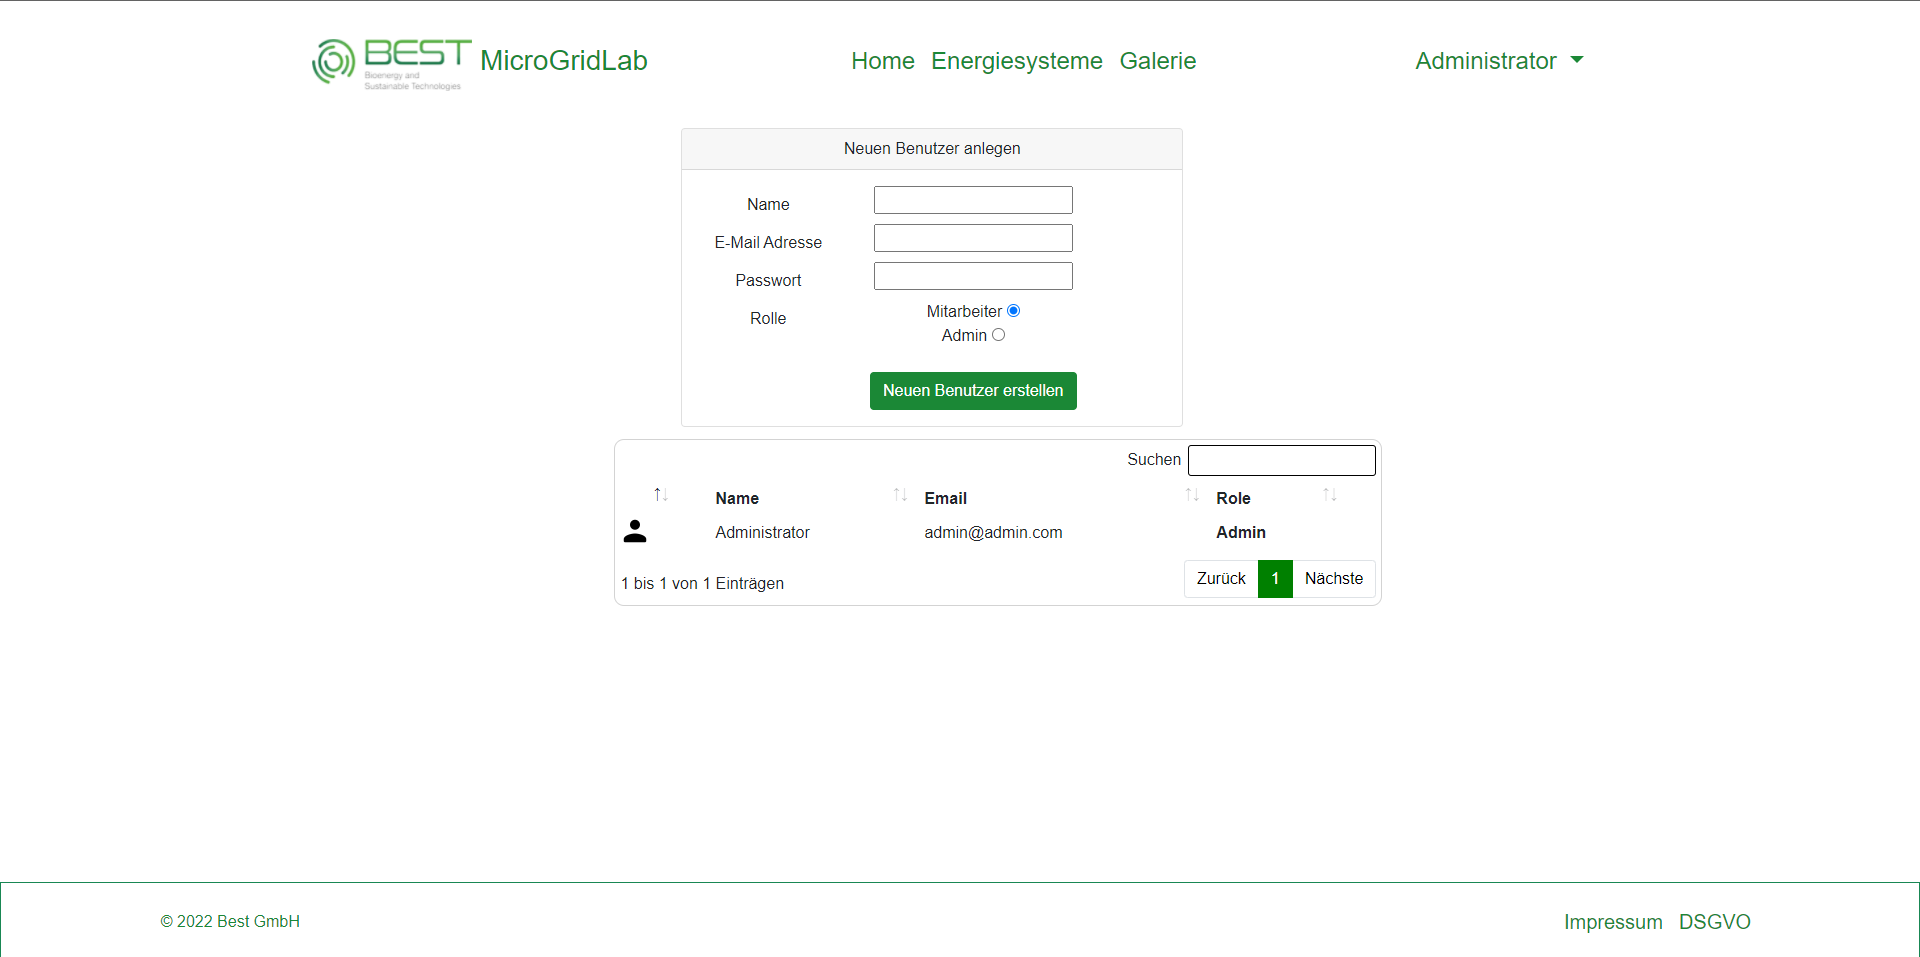 BEST
Bioenergy and
Sustainable Technologies
MicroGridLab
Home Energiesysteme Galerie
Administrator
Neuen Benutzer anlegen
Name
E-Mail Adresse
Passwort
Rolle
Mitarbeiter
Admin
Neuen Benutzer erstellen
Suchen
Name Email Role
Administrator admin@admin.com Admin
1 bis 1 von 1 Einträgen
Zurück 1 Nächste
© 2022 Best GmbH
Impressum DSGVO